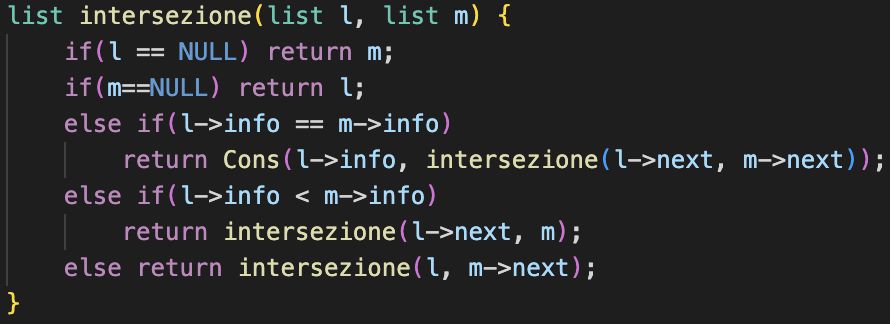 list intersezione(list l, list m) {
    if(l == NULL) return m;
    if(m==NULL) return l;
    else if(l->info == m->info)
        return Cons(l->info, intersezione(l->next, m->next));
    else if(l->info < m->info)
        return intersezione(l->next, m);
    else return intersezione(l, m->next);
}